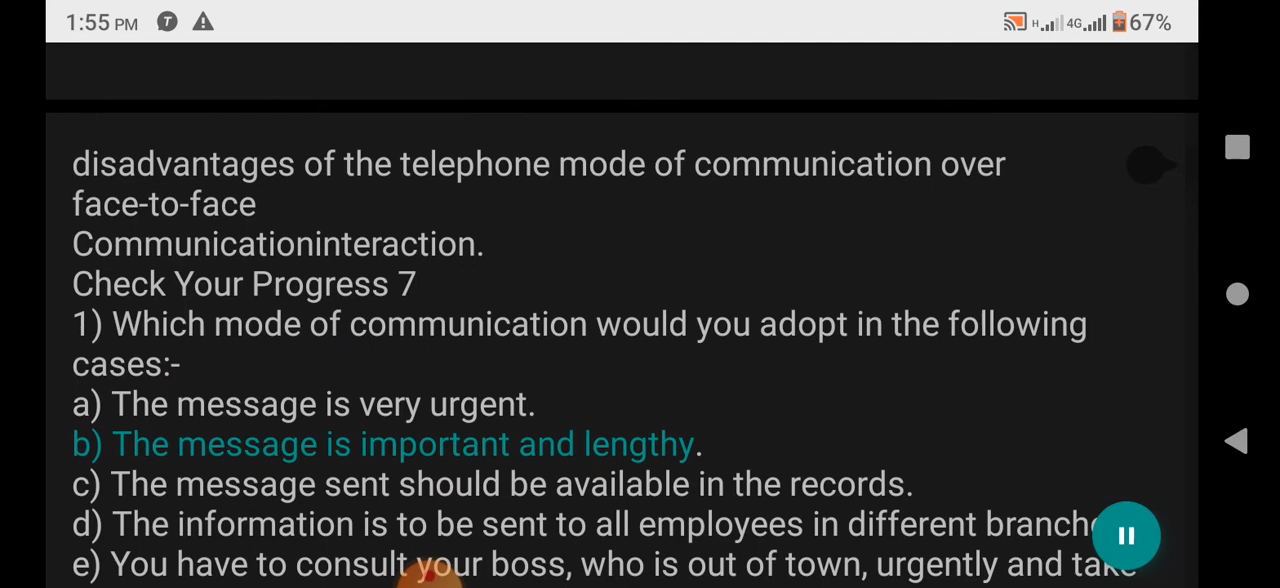 1:55 PM
H 4G 67%
disadvantages of the telephone mode of communication over
face-to-face
Communicationinteraction.
Check Your Progress 7
1) Which mode of communication would you adopt in the following
cases:-
a) The message is very urgent.
b) The message is important and lengthy.
c) The message sent should be available in the records.
d) The information is to be sent to all employees in different
e) You have to consult your boss, who is out of town, urgently and